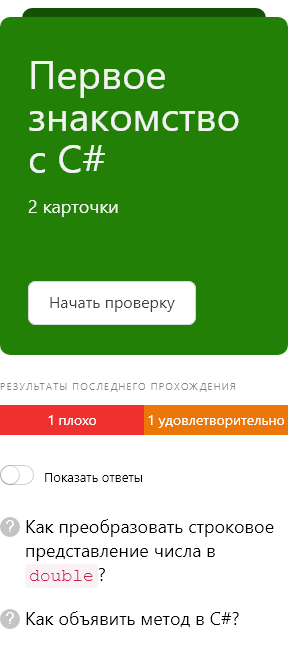 Первое
знакомство
с C#
2 карточки
Начать проверку
РЕЗУЛЬТАТЫ ПОСЛЕДНЕГО ПРОХОЖДЕНИЯ
1 плохо
1 удовлетворительно
Показать ответы
? Как преобразовать строковое
представление числа в
double?
? Как объявить метод в C#?